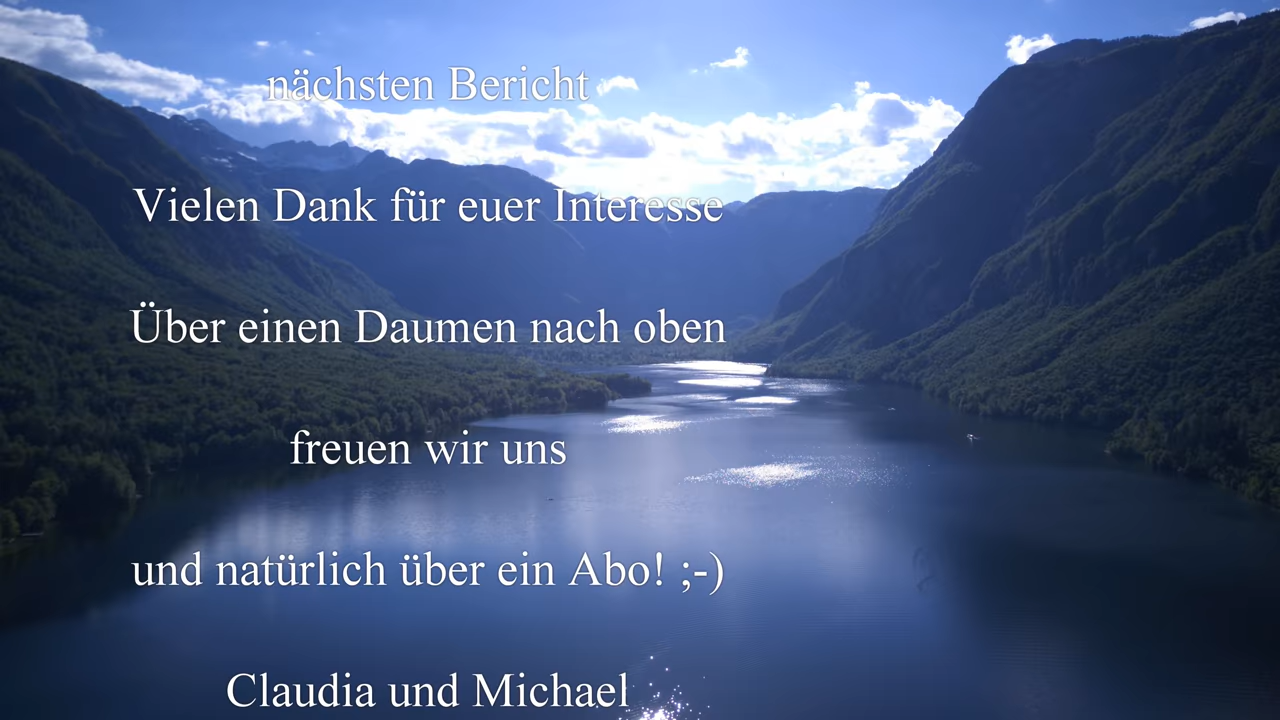 nächsten Bericht
Vielen Dank für euer Interesse
Über einen Daumen nach oben
freuen wir uns
und natürlich über ein Abo! ;-)
Claudia und Michael